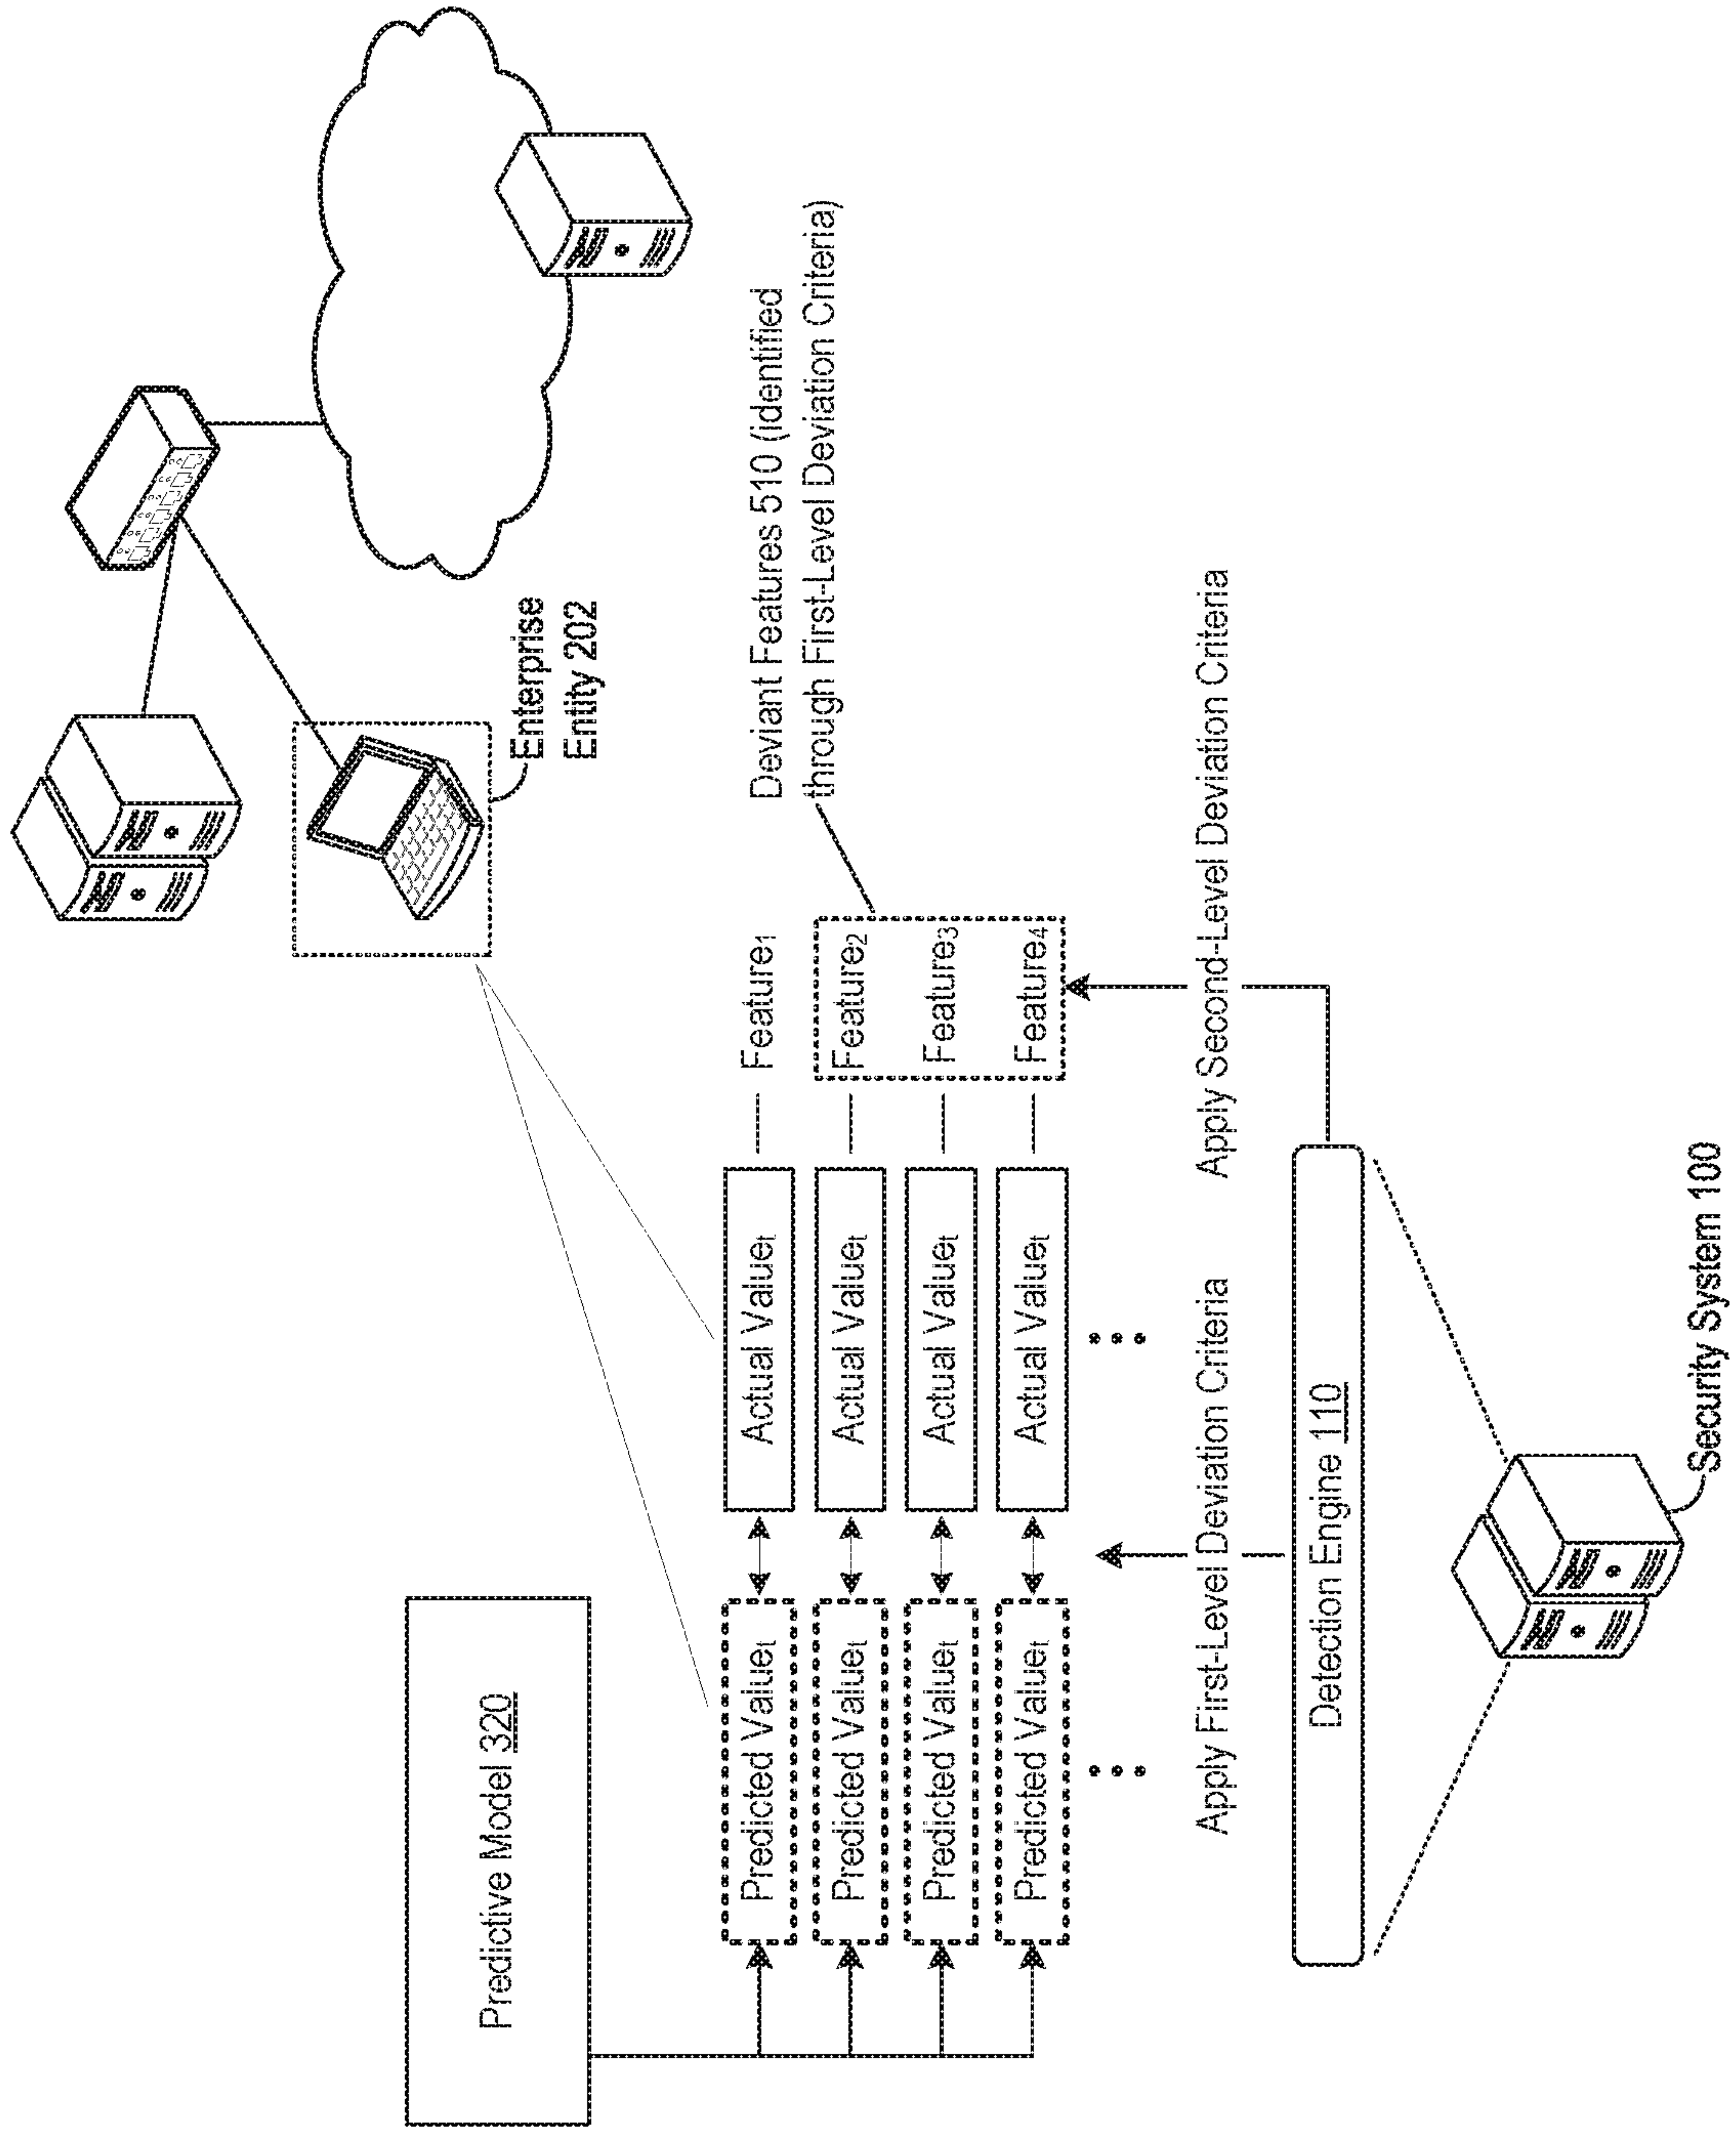 Predictive Model 320
Enterprise
Entity 202
Predicted Valueₜ
Actual Valueₜ
Feature₁
Predicted Valueₜ
Actual Valueₜ
Feature₂
Predicted Valueₜ
Actual Valueₜ
Feature₃
Predicted Valueₜ
Actual Valueₜ
Feature₄
Deviant Features 510 (identified
through First-Level Deviation Criteria)
Apply First-Level Deviation Criteria
Apply Second-Level Deviation Criteria
Detection Engine 110
Security System 100